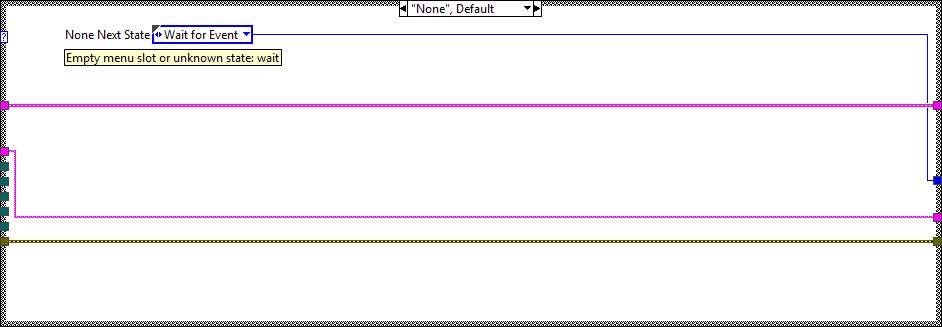 "None", Default
?
None Next State Wait for Event
Empty menu slot or unknown state: wait